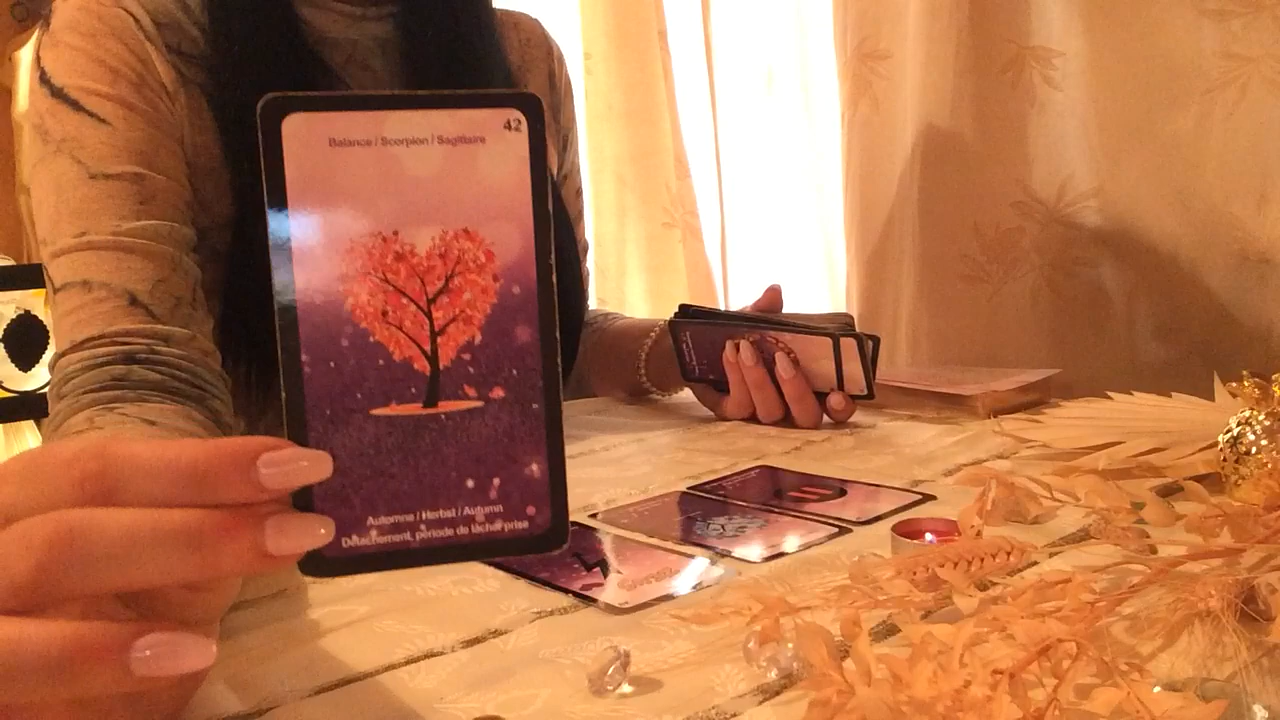 42
Balance / Scorpion / Sagittaire
Automne / Herbst / Autumn
Détachement, période de lâcher prise